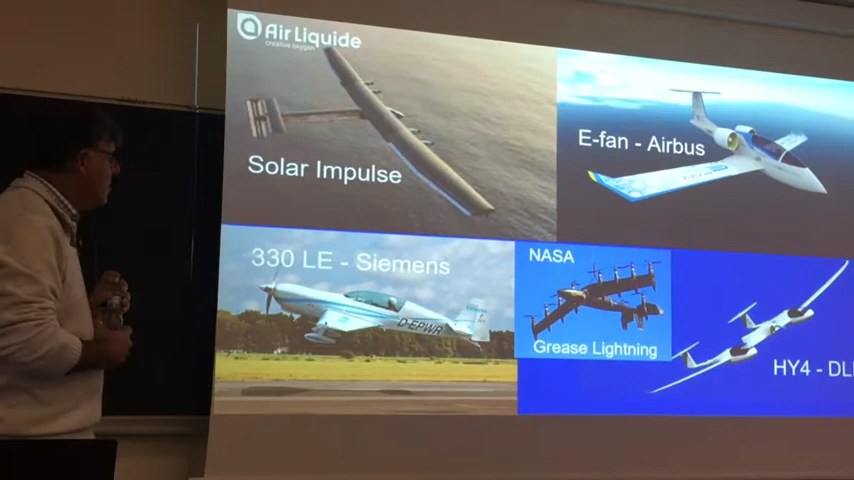 Air Liquide
creative oxygen
Solar Impulse
E-fan - Airbus
330 LE - Siemens
D-EPWR
NASA
Grease Lightning
HY4 - DL